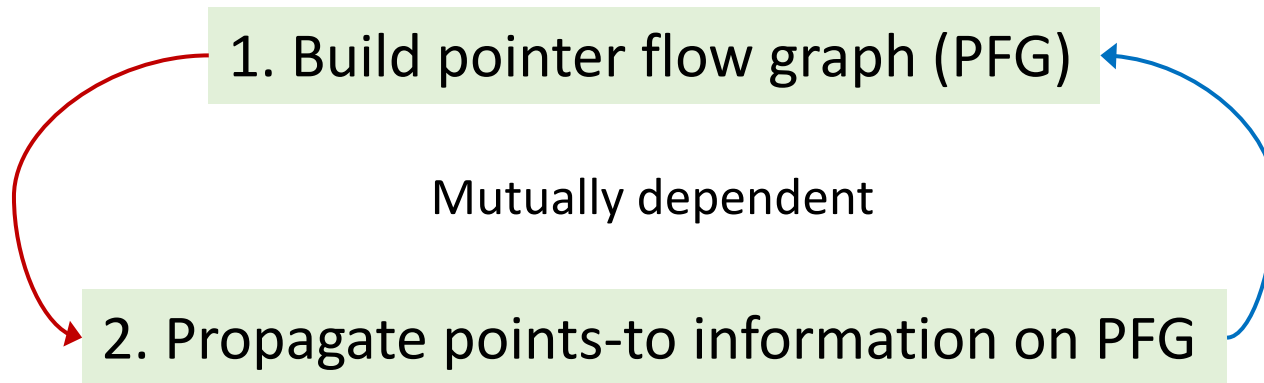 1. Build pointer flow graph (PFG)
Mutually dependent
2. Propagate points-to information on PFG